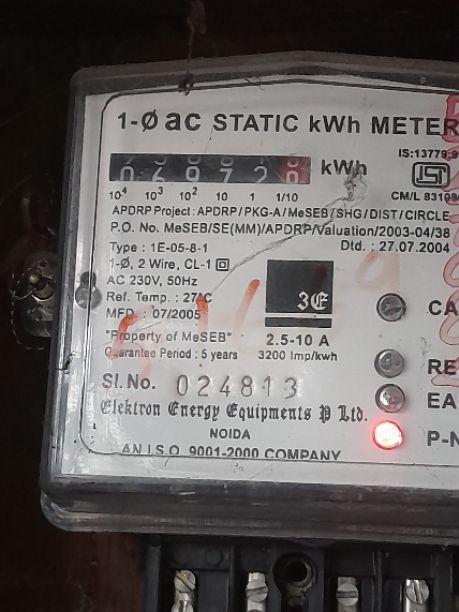 1-Ø ac STATIC kWh METER
069728 kWh
IS:13779,9
10⁴ 10³ 10² 10 1 1/10
CM/L 831098
APDRP Project : APDRP / PKG-A / MeSEB / SHG / DIST / CIRCLE
P.O. No. MeSEB/SE(MM)/APDRP/Valuation/2003-04/38
Type : 1E-05-8-1
Dtd. : 27.07.2004
1-Ø, 2 Wire, CL-1
AC 230V, 50Hz
Ref. Temp. : 27°C
MFD. : 07/2005
3E
CA
"Property of MeSEB"
2.5-10 A
Guarantee Period : 5 years
3200 Imp/kwh
RE
Sl. No. 024813
EA
Elektron Energy Equipments P Ltd.
NOIDA
P-N
AN I.S.O. 9001-2000 COMPANY